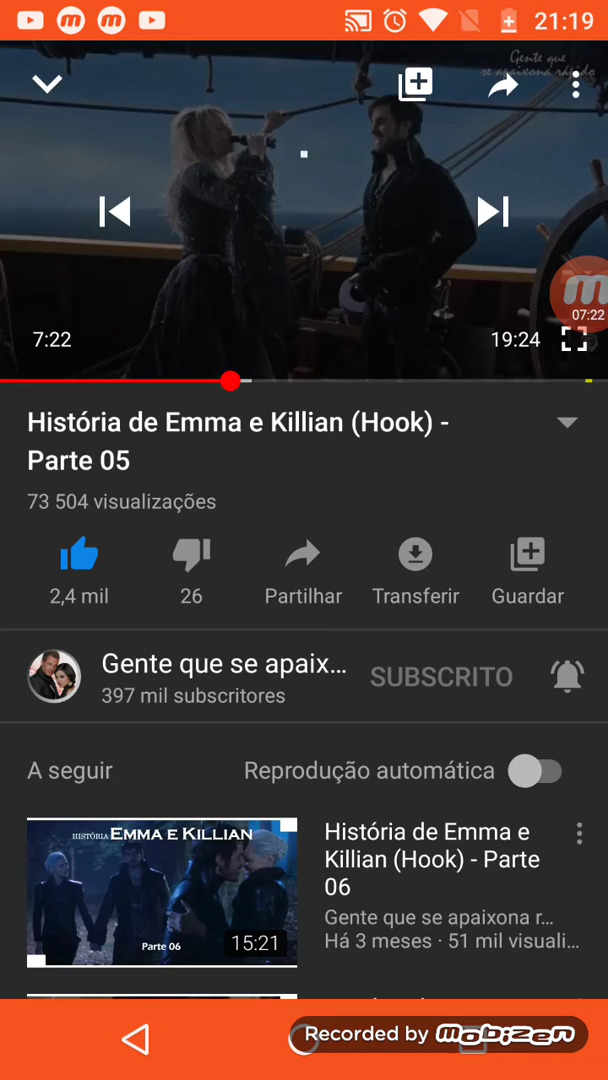 21:19
Gente que
se apaixona rápido
07:22
7:22
19:24
História de Emma e Killian (Hook) -
Parte 05
73 504 visualizações
2,4 mil
26
Partilhar
Transferir
Guardar
Gente que se apaix...
397 mil subscritores
SUBSCRITO
A seguir
Reprodução automática
HISTÓRIA EMMA E KILLIAN
Parte 06
15:21
História de Emma e
Killian (Hook) - Parte
06
Gente que se apaixona r...
Há 3 meses · 51 mil visuali...
Recorded by mobizen